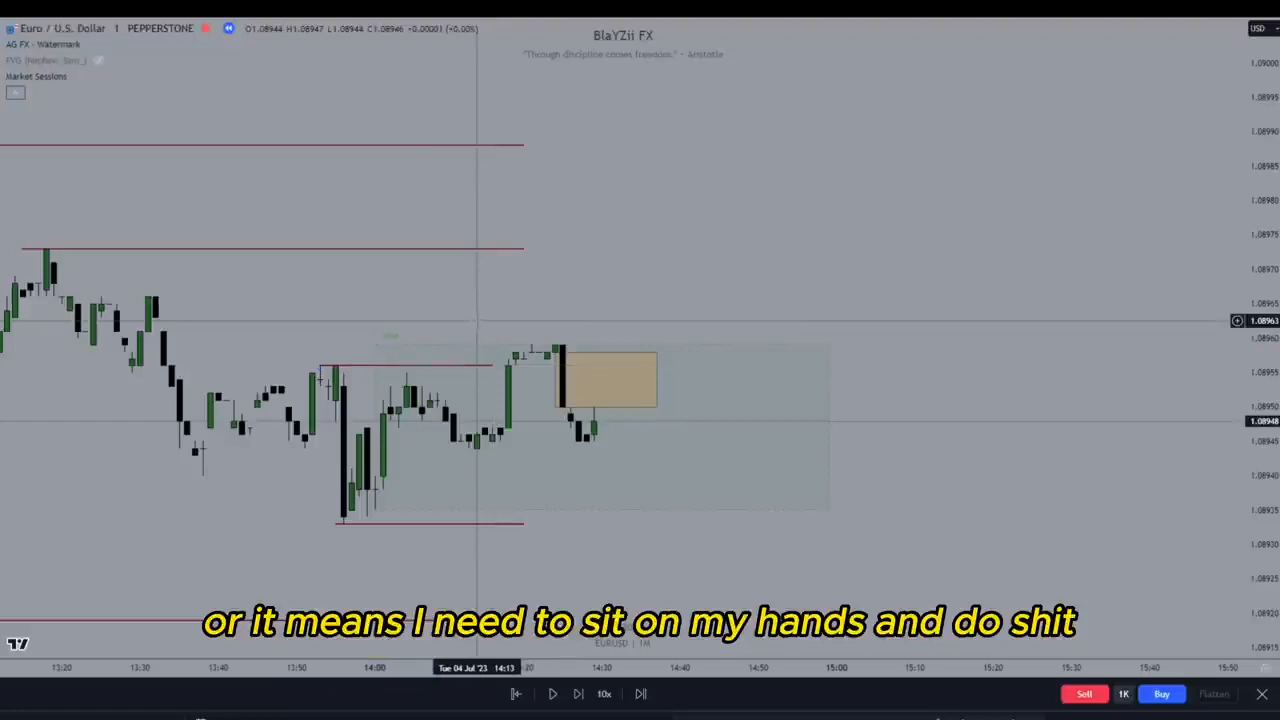 Euro / U.S. Dollar 1 PEPPERSTONE O1.08944 H1.08947 L1.08944 C1.08946 +0.00001 (+0.00%)
BlaYZii FX
USD
AG FX - Watermark
"Through discipline comes freedom." - Aristotle
Market Sessions
1.09000
1.08995
1.08990
1.08985
1.08980
1.08975
1.08970
1.08965
1.08963
1.08960
1.08955
1.08950
1.08948
1.08945
1.08940
1.08935
1.08930
1.08925
1.08920
1.08915
or it means I need to sit on my hands and do shit
EURUSD | 1M
13:20 13:30 13:40 13:50 14:00 Tue 04 Jul '23 14:13 14:30 14:40 14:50 15:00 15:10 15:20 15:30 15:40 15:50
10x Sell 1K Buy Flatten